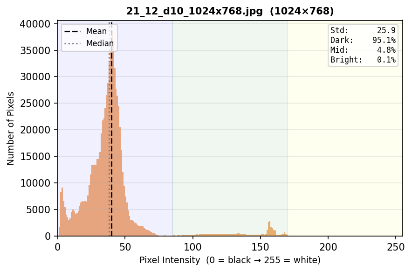 21_12_d10_1024x768.jpg  (1024×768)
Mean
Median
Std: 25.9
Dark: 95.1%
Mid: 4.8%
Bright: 0.1%
Number of Pixels
40000
35000
30000
25000
20000
15000
10000
5000
0
0 50 100 150 200 250
Pixel Intensity  (0 = black → 255 = white)